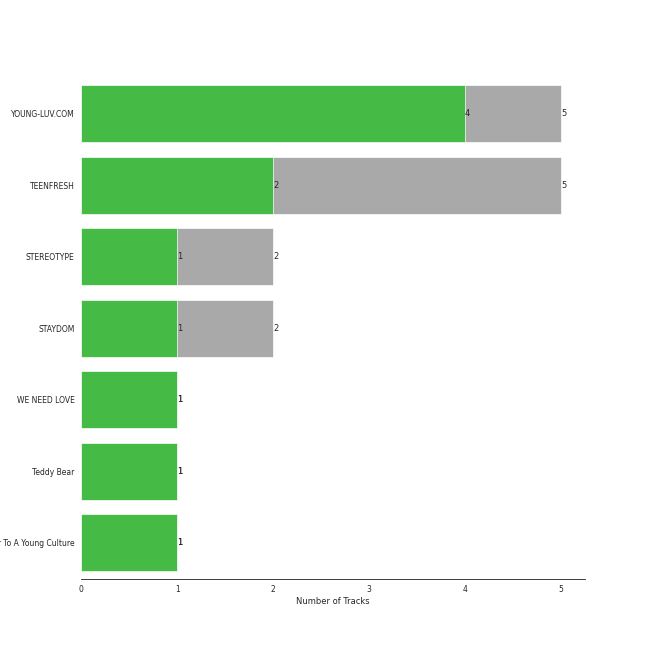 YOUNG-LUV.COM 4 5
TEENFRESH 2 5
STEREOTYPE 1 2
STAYDOM 1 2
WE NEED LOVE 1
Teddy Bear 1
To A Young Culture 1
0 1 2 3 4 5
Number of Tracks